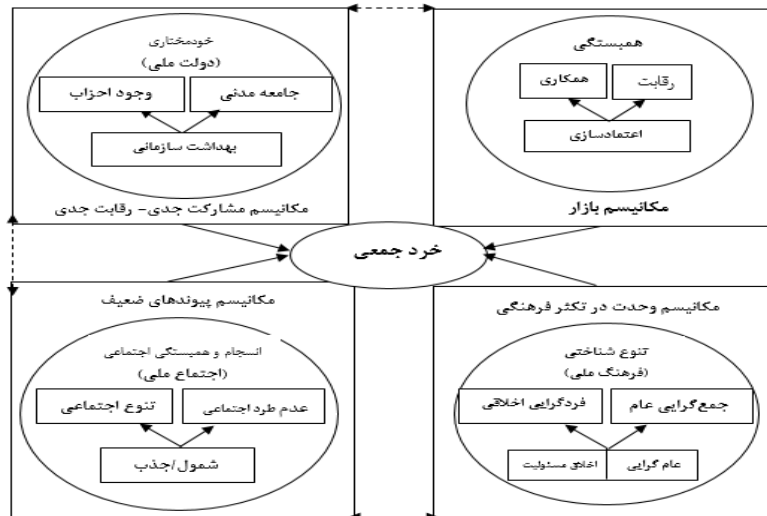 همبستگی
رقابت
همکاری
اعتمادسازی
مکانیسم بازار
خودمختاری
(دولت ملی)
جامعه مدنی
وجود احزاب
بهداشت سازمانی
مکانیسم مشارکت جدی- رقابت جدی
خرد جمعی
مکانیسم وحدت در تکثر فرهنگی
تنوع شناختی
(فرهنگ ملی)
جمع‌گرایی عام
فردگرایی اخلاقی
عام گرایی
اخلاق مسئولیت
مکانیسم پیوندهای ضعیف
انسجام و همبستگی اجتماعی
(اجتماع ملی)
عدم طرد اجتماعی
تنوع اجتماعی
شمول/جذب